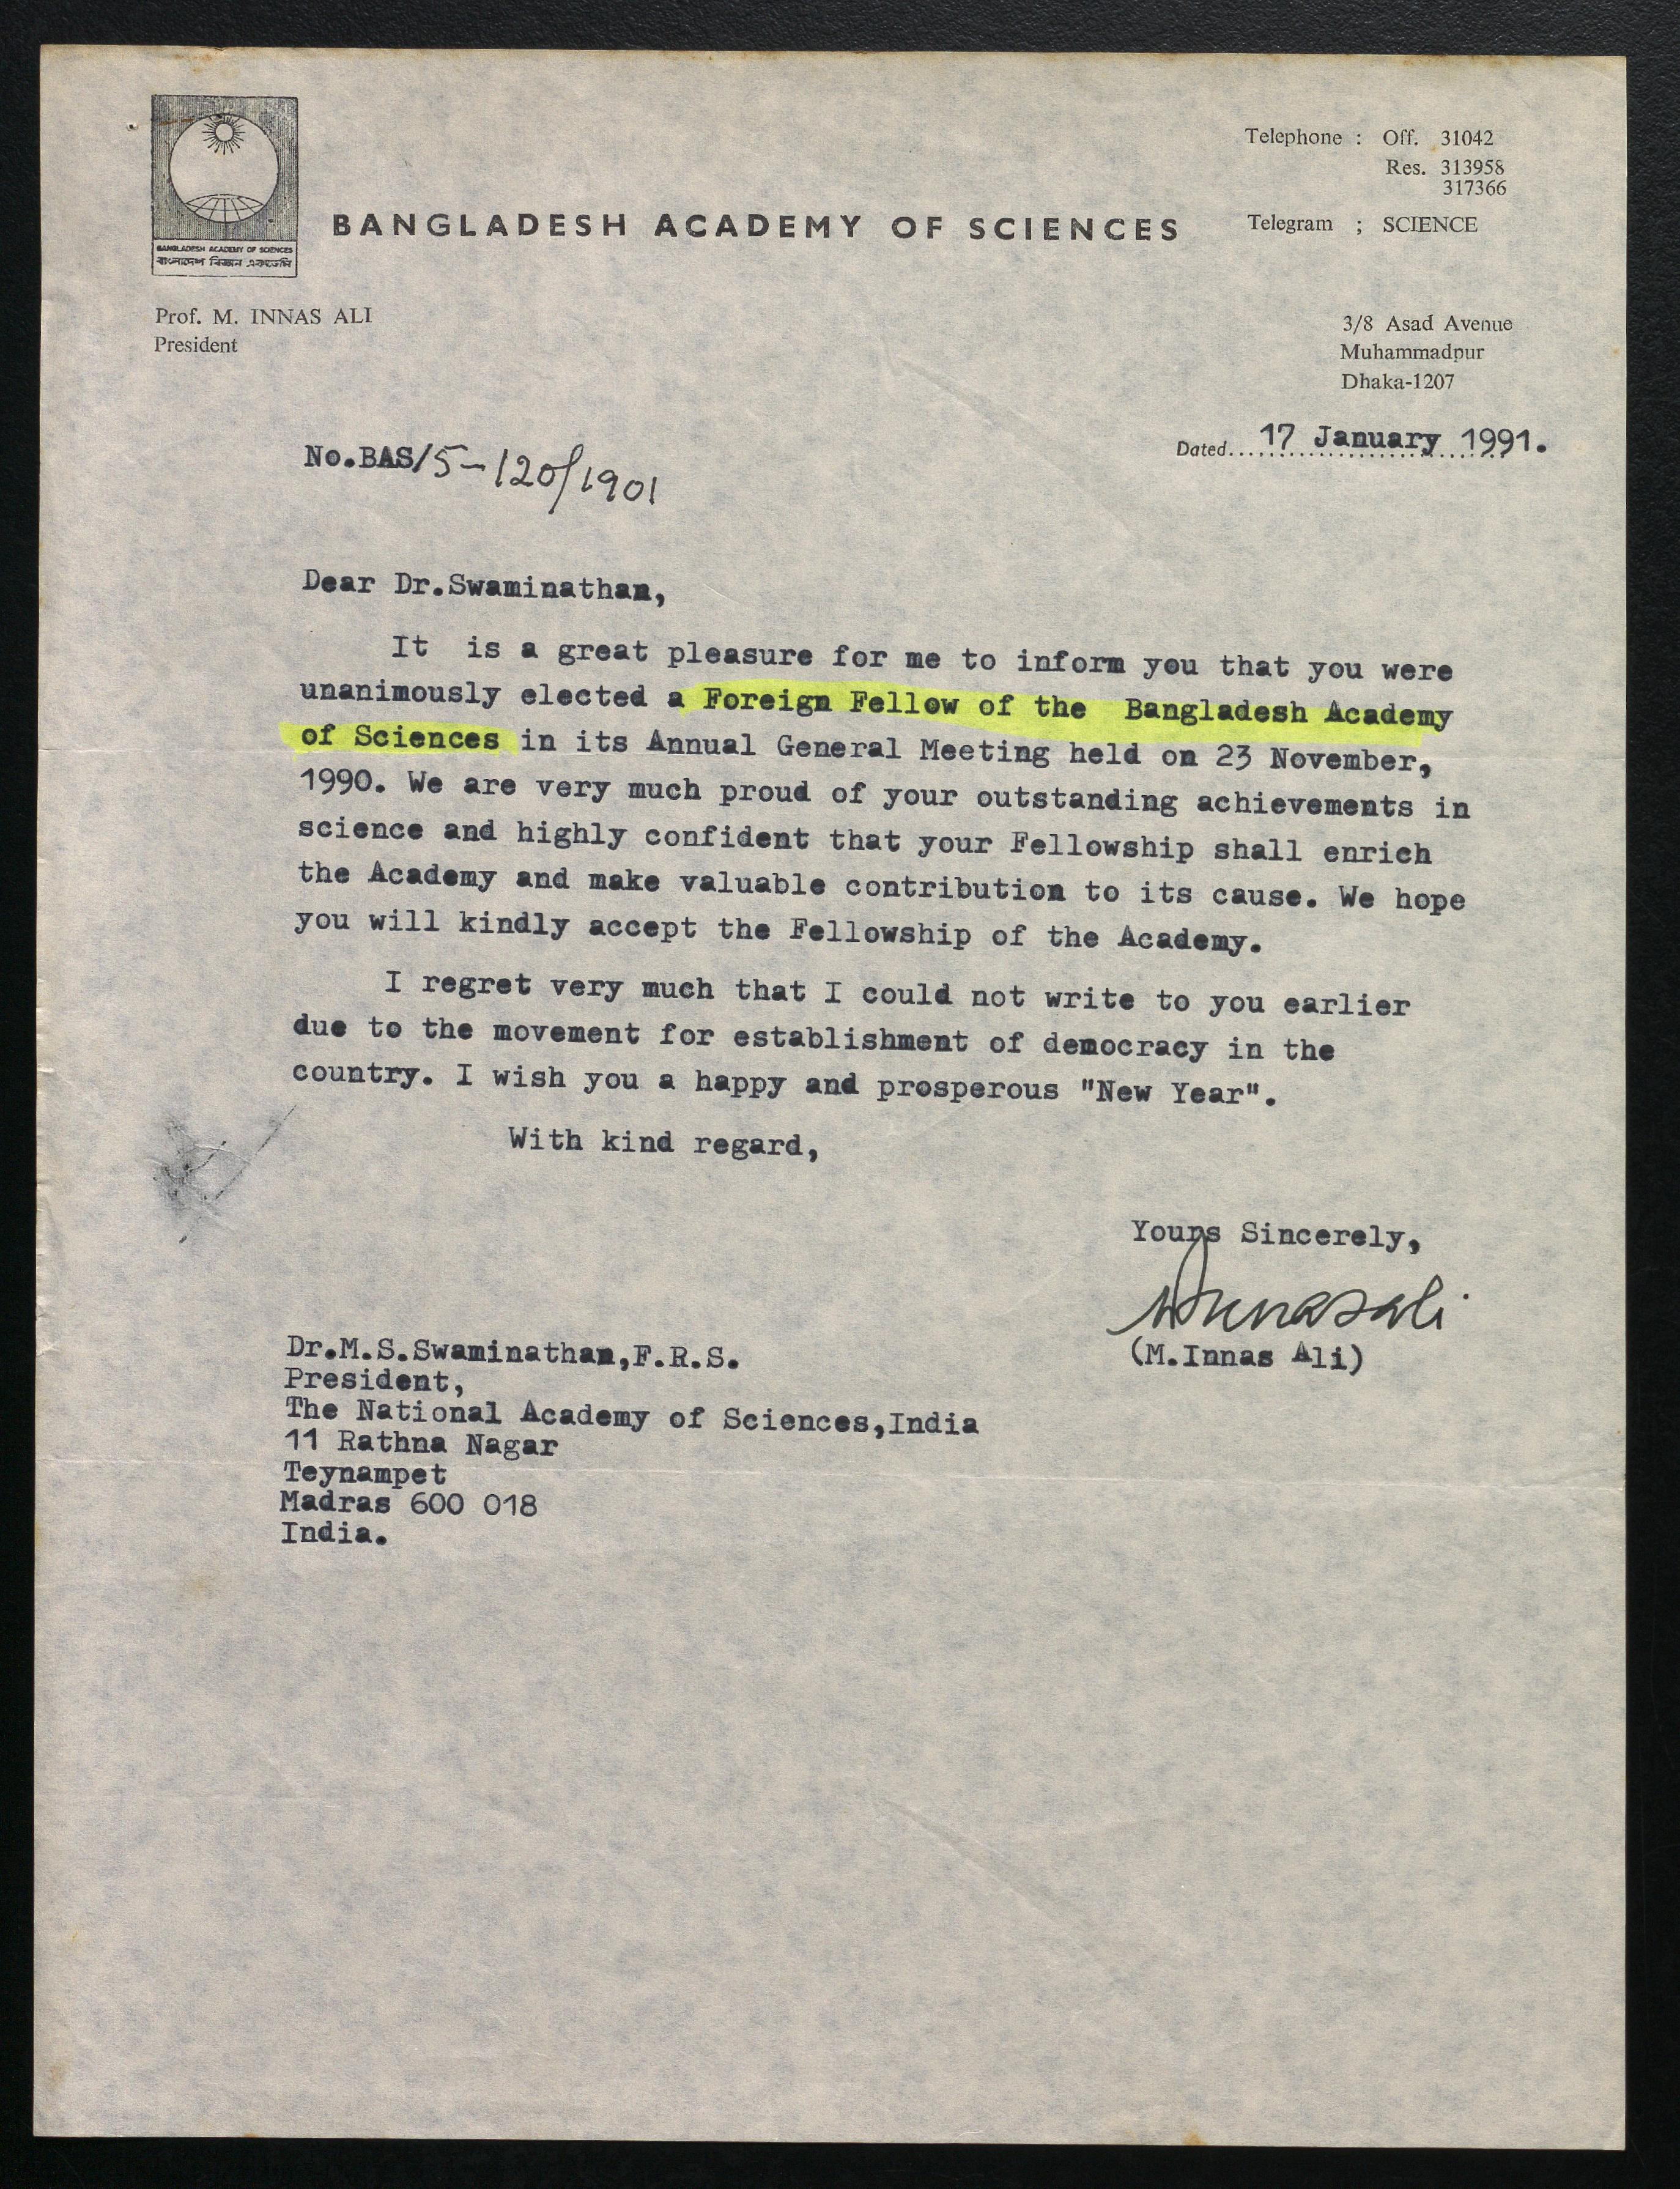 BANGLADESH ACADEMY OF SCIENCES
বাংলাদেশ বিজ্ঞান একাডেমি
BANGLADESH ACADEMY OF SCIENCES
Telephone : Off. 31042
Res. 313958
317366
Telegram ; SCIENCE
Prof. M. INNAS ALI
President
3/8 Asad Avenue
Muhammadpur
Dhaka-1207
No.BAS/5-120/1901
Dated 17 January 1991.
Dear Dr.Swaminathan,
It is a great pleasure for me to inform you that you were
unanimously elected a Foreign Fellow of the Bangladesh Academy
of Sciences in its Annual General Meeting held on 23 November,
1990. We are very much proud of your outstanding achievements in
science and highly confident that your Fellowship shall enrich
the Academy and make valuable contribution to its cause. We hope
you will kindly accept the Fellowship of the Academy.
I regret very much that I could not write to you earlier
due to the movement for establishment of democracy in the
country. I wish you a happy and prosperous "New Year".
With kind regard,
Yours Sincerely,
Innasali
(M.Innas Ali)
Dr.M.S.Swaminathan,F.R.S.
President,
The National Academy of Sciences,India
11 Rathna Nagar
Teynampet
Madras 600 018
India.